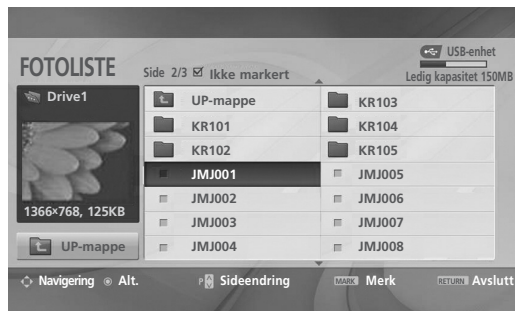 USB-enhet
FOTOLISTE
Side 2/3 Ikke markert
Ledig kapasitet 150MB
Drive1
1366×768, 125KB
UP-mappe
UP-mappe
KR101
KR102
JMJ001
JMJ002
JMJ003
JMJ004
KR103
KR104
KR105
JMJ005
JMJ006
JMJ007
JMJ008
Navigering Alt. P Sideendring MARK Merk RETURN Avslutt